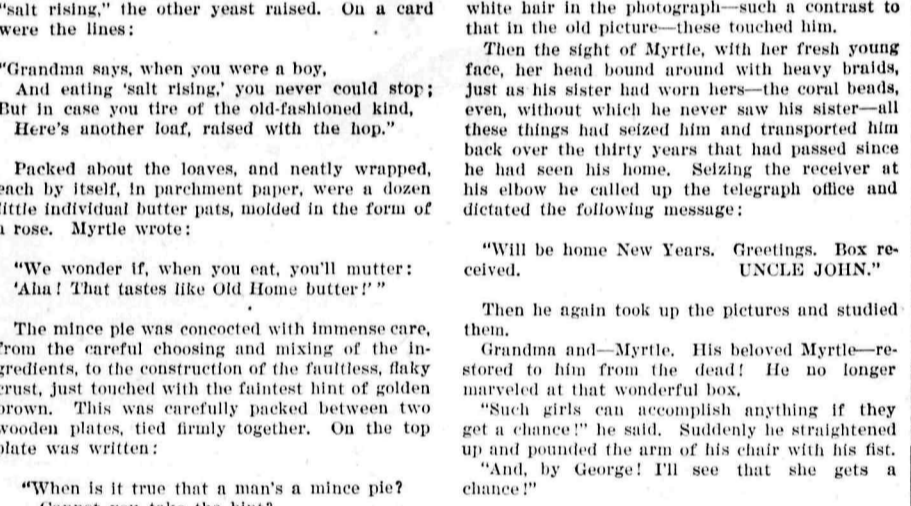 "salt rising," the other yeast raised. On a card
were the lines:
"Grandma says, when you were a boy,
And eating 'salt rising,' you never could stop;
But in case you tire of the old-fashioned kind,
Here's another loaf, raised with the hop."
Packed about the loaves, and neatly wrapped,
each by itself, in parchment paper, were a dozen
little individual butter pats, molded in the form of
a rose. Myrtle wrote:
"We wonder if, when you eat, you'll mutter:
'Aha! That tastes like Old Home butter!'"
The mince pie was concocted with immense care,
from the careful choosing and mixing of the in-
gredients, to the construction of the faultless, flaky
crust, just touched with the faintest hint of golden
brown. This was carefully packed between two
wooden plates, tied firmly together. On the top
plate was written:
"When is it true that a man's a mince pie?
white hair in the photograph—such a contrast to
that in the old picture—these touched him.
Then the sight of Myrtle, with her fresh young
face, her head bound around with heavy braids,
just as his sister had worn hers—the coral beads,
even, without which he never saw his sister—all
these things had seized him and transported him
back over the thirty years that had passed since
he had seen his home. Seizing the receiver at
his elbow he called up the telegraph office and
dictated the following message:
"Will be home New Years. Greetings. Box re-
ceived. UNCLE JOHN."
Then he again took up the pictures and studied
them.
Grandma and—Myrtle. His beloved Myrtle—re-
stored to him from the dead! He no longer
marveled at that wonderful box.
"Such girls can accomplish anything if they
get a chance!" he said. Suddenly he straightened
up and pounded the arm of his chair with his fist.
"And, by George! I'll see that she gets a
chance!"